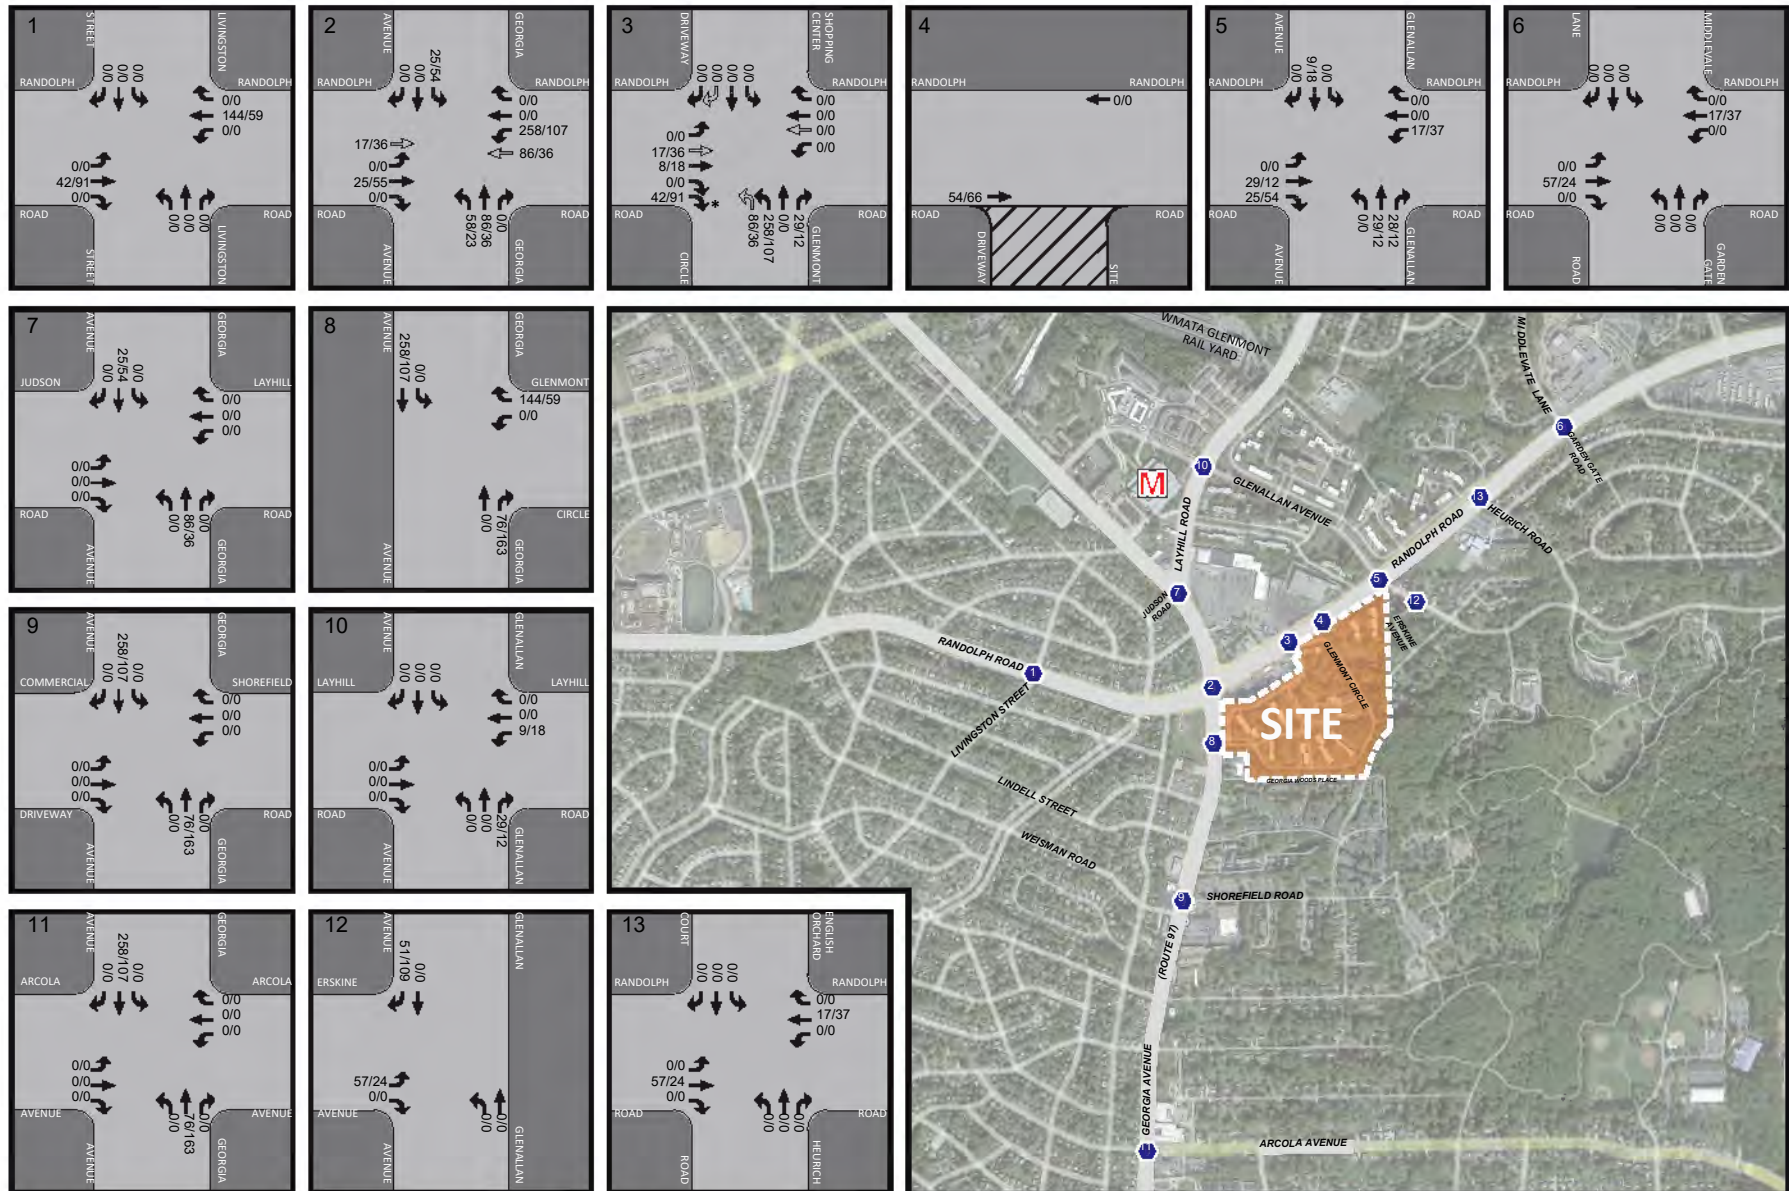 1
STREET
LIVINGSTON
0/0
0/0
0/0
RANDOLPH
RANDOLPH
0/0
144/59
0/0
0/0
42/91
0/0
0/0
0/0
0/0
ROAD
ROAD
STREET
LIVINGSTON
2
AVENUE
GEORGIA
0/0
0/0
25/54
RANDOLPH
RANDOLPH
0/0
0/0
258/107
86/36
17/36
0/0
25/55
0/0
58/23
86/36
0/0
ROAD
ROAD
AVENUE
GEORGIA
3
DRIVEWAY
SHOPPING
CENTER
0/0
0/0
0/0
0/0
RANDOLPH
RANDOLPH
0/0
0/0
0/0
0/0
0/0
17/36
8/18
0/0
42/91
*
86/36
258/107
0/0
29/12
ROAD
ROAD
CIRCLE
GLENMONT
4
RANDOLPH
RANDOLPH
0/0
54/66
ROAD
ROAD
DRIVEWAY
SITE
5
AVENUE
GLENALLAN
0/0
9/18
0/0
RANDOLPH
RANDOLPH
0/0
0/0
17/37
0/0
29/12
25/54
0/0
29/12
28/12
ROAD
ROAD
AVENUE
GLENALLAN
6
LANE
MIDDLEVALE
0/0
0/0
0/0
RANDOLPH
RANDOLPH
0/0
17/37
0/0
0/0
57/24
0/0
0/0
0/0
0/0
ROAD
ROAD
ROAD
GARDEN
GATE
7
AVENUE
GEORGIA
0/0
25/54
0/0
JUDSON
LAYHILL
0/0
0/0
0/0
0/0
0/0
0/0
0/0
86/36
0/0
ROAD
ROAD
AVENUE
GEORGIA
8
AVENUE
GEORGIA
258/107
0/0
GLENMONT
144/59
0/0
0/0
76/163
CIRCLE
AVENUE
GEORGIA
9
AVENUE
GEORGIA
0/0
258/107
0/0
COMMERCIAL
SHOREFIELD
0/0
0/0
0/0
0/0
0/0
0/0
0/0
76/163
0/0
DRIVEWAY
ROAD
AVENUE
GEORGIA
10
AVENUE
GLENALLAN
0/0
0/0
0/0
LAYHILL
LAYHILL
0/0
0/0
9/18
0/0
0/0
0/0
0/0
0/0
29/12
ROAD
ROAD
AVENUE
GLENALLAN
11
AVENUE
GEORGIA
0/0
258/107
0/0
ARCOLA
ARCOLA
0/0
0/0
0/0
0/0
0/0
0/0
0/0
76/163
0/0
AVENUE
AVENUE
AVENUE
GEORGIA
12
AVENUE
GLENALLAN
51/109
0/0
ERSKINE
57/24
0/0
0/0
0/0
AVENUE
AVENUE
GLENALLAN
13
COURT
ENGLISH
ORCHARD
0/0
0/0
0/0
RANDOLPH
RANDOLPH
0/0
17/37
0/0
0/0
57/24
0/0
0/0
0/0
0/0
ROAD
ROAD
ROAD
HEURICH
WMATA GLENMONT
RAIL YARD
MIDDLEVATE LANE
6
GARDEN GATE
ROAD
10
M
GLENALLAN AVENUE
13
HEURICH ROAD
LAYHILL ROAD
RANDOLPH ROAD
5
7
JUDSON
ROAD
12
ERSKINE
AVENUE
4
3
GLENMONT CIRCLE
RANDOLPH ROAD
1
2
LIVINGSTON STREET
SITE
8
GEORGIA WOODS PLACE
LINDELL STREET
WEISMAN ROAD
9
SHOREFIELD ROAD
(ROUTE 97)
GEORGIA AVENUE
11
ARCOLA AVENUE